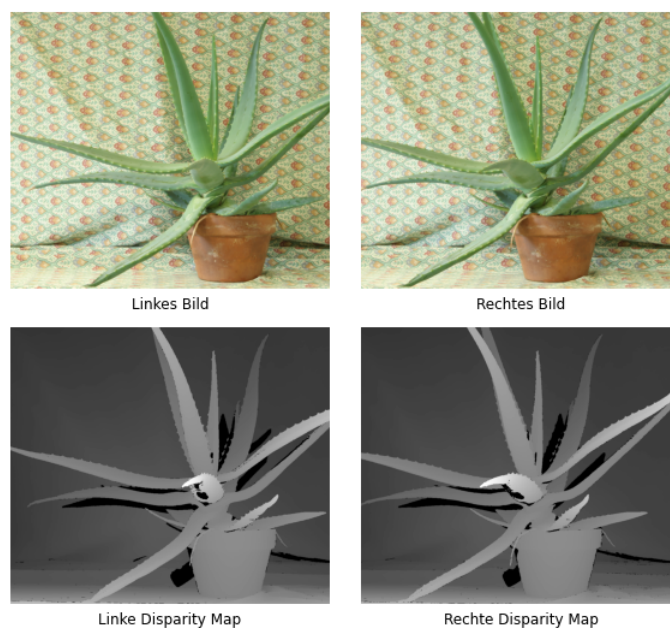 Linkes Bild
Rechtes Bild
Linke Disparity Map
Rechte Disparity Map